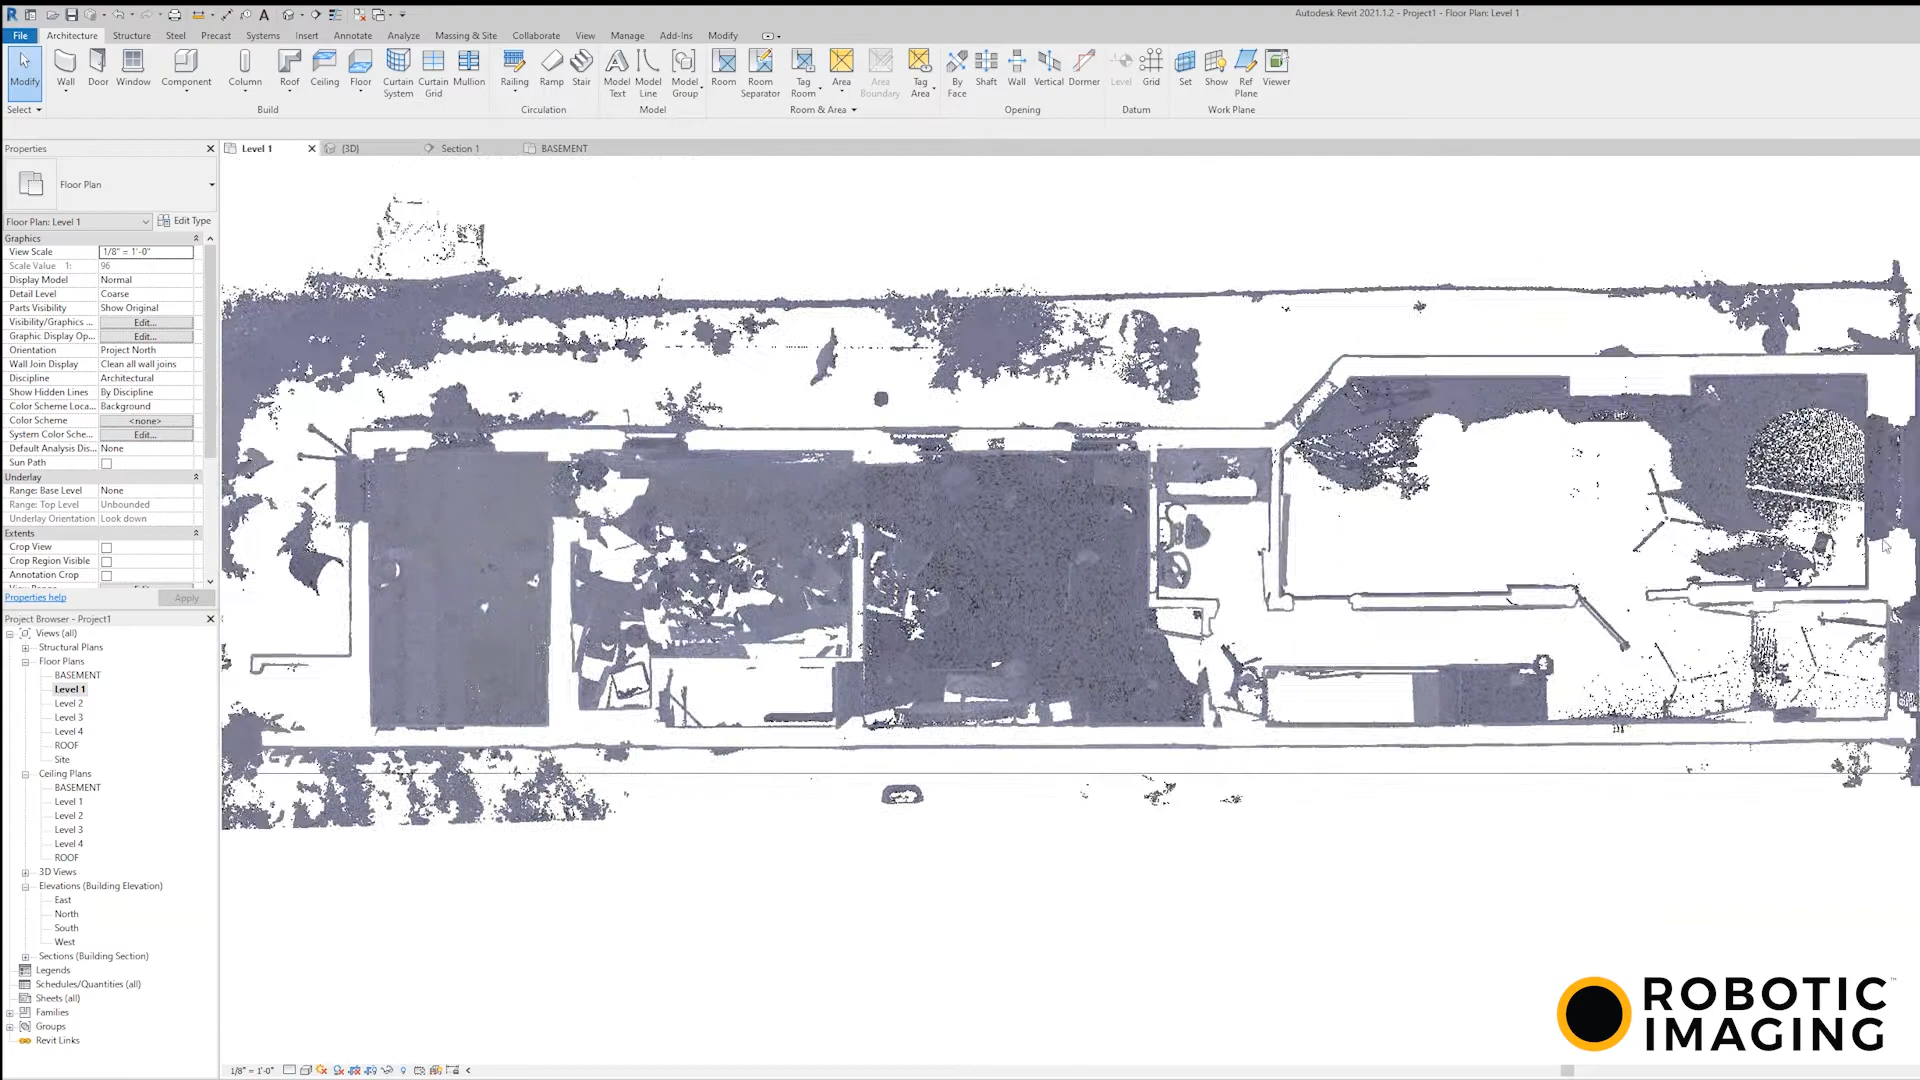 Autodesk Revit 2021.1.2 - Project1 - Floor Plan: Level 1
File Architecture Structure Steel Precast Systems Insert Annotate Analyze Massing & Site Collaborate View Manage Add-Ins Modify
Modify Wall Door Window Component Column Roof Ceiling Floor Curtain System Curtain Grid Mullion Railing Ramp Stair Model Text Model Line Model Group Room Room Separator Tag Room Area Area Boundary Tag Area By Face Shaft Wall Vertical Dormer Level Grid Set Show Ref Plane Viewer
Select Build Circulation Model Room & Area Opening Datum Work Plane
Properties
Level 1 {3D} Section 1 BASEMENT
Floor Plan
Floor Plan: Level 1 Edit Type
Graphics
View Scale 1/8" = 1'-0"
Scale Value 1: 96
Display Model Normal
Detail Level Coarse
Parts Visibility Show Original
Visibility/Graphics ... Edit...
Graphic Display Op... Edit...
Orientation Project North
Wall Join Display Clean all wall joins
Discipline Architectural
Show Hidden Lines By Discipline
Color Scheme Loca... Background
Color Scheme <none>
System Color Sche... Edit...
Default Analysis Dis... None
Sun Path
Underlay
Range: Base Level None
Range: Top Level Unbounded
Underlay Orientation Look down
Extents
Crop View
Crop Region Visible
Annotation Crop
Properties help Apply
Project Browser - Project1
Views (all)
Structural Plans
Floor Plans
BASEMENT
Level 1
Level 2
Level 3
Level 4
ROOF
Site
Ceiling Plans
BASEMENT
Level 1
Level 2
Level 3
Level 4
ROOF
3D Views
Elevations (Building Elevation)
East
North
South
West
Sections (Building Section)
Legends
Schedules/Quantities (all)
Sheets (all)
Families
Groups
Revit Links
1/8" = 1'-0"
ROBOTIC
IMAGING